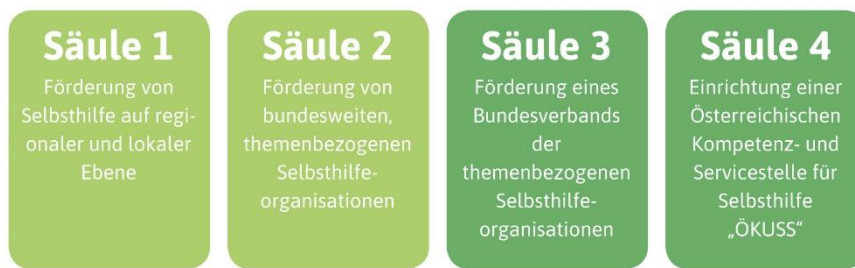 Säule 1
Förderung von
Selbsthilfe auf regi-
onaler und lokaler
Ebene
Säule 2
Förderung von
bundesweiten,
themenbezogenen
Selbsthilfe-
organisationen
Säule 3
Förderung eines
Bundesverbands
der
themenbezogenen
Selbsthilfe-
organisationen
Säule 4
Einrichtung einer
Österreichischen
Kompetenz- und
Servicestelle für
Selbsthilfe
„ÖKUSS“